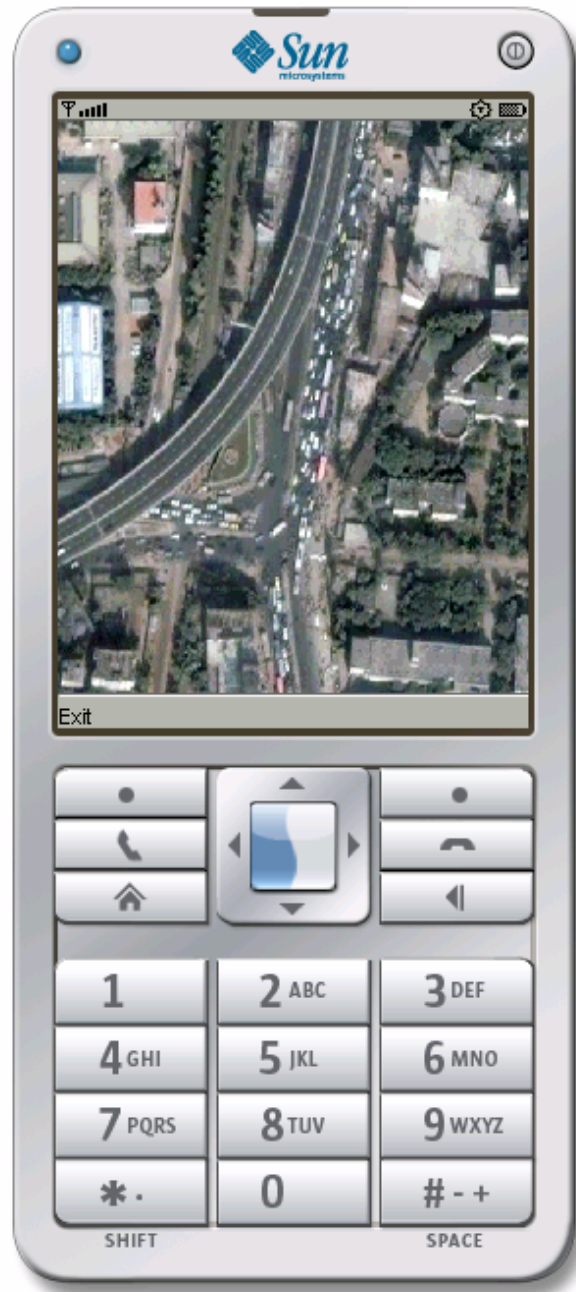 Sun
microsystems
Exit
1 2 ABC 3 DEF
4 GHI 5 JKL 6 MNO
7 PQRS 8 TUV 9 WXYZ
* . 0 # - +
SHIFT SPACE